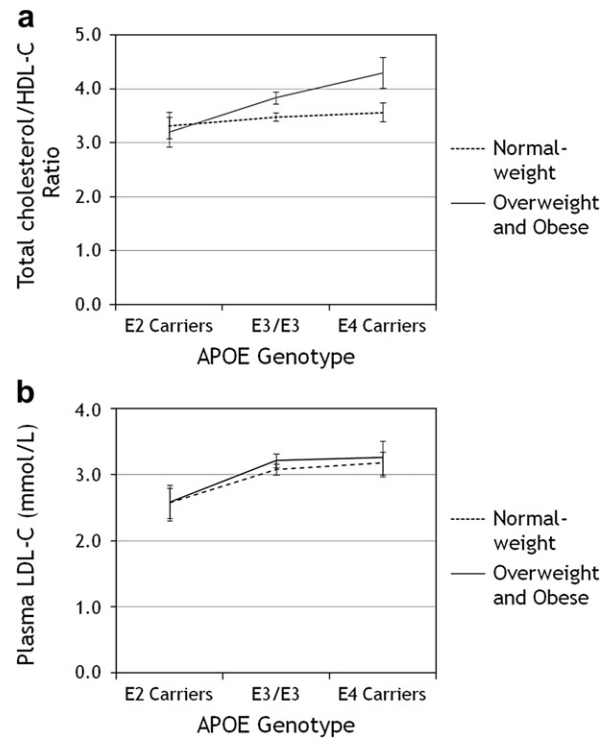 a
Total cholesterol/HDL-C
Ratio
5.0
4.0
3.0
2.0
1.0
0.0
E2 Carriers E3/E3 E4 Carriers
APOE Genotype
Normal-
weight
Overweight
and Obese
b
Plasma LDL-C (mmol/L)
4.0
3.0
2.0
1.0
0.0
E2 Carriers E3/E3 E4 Carriers
APOE Genotype
Normal-
weight
Overweight
and Obese